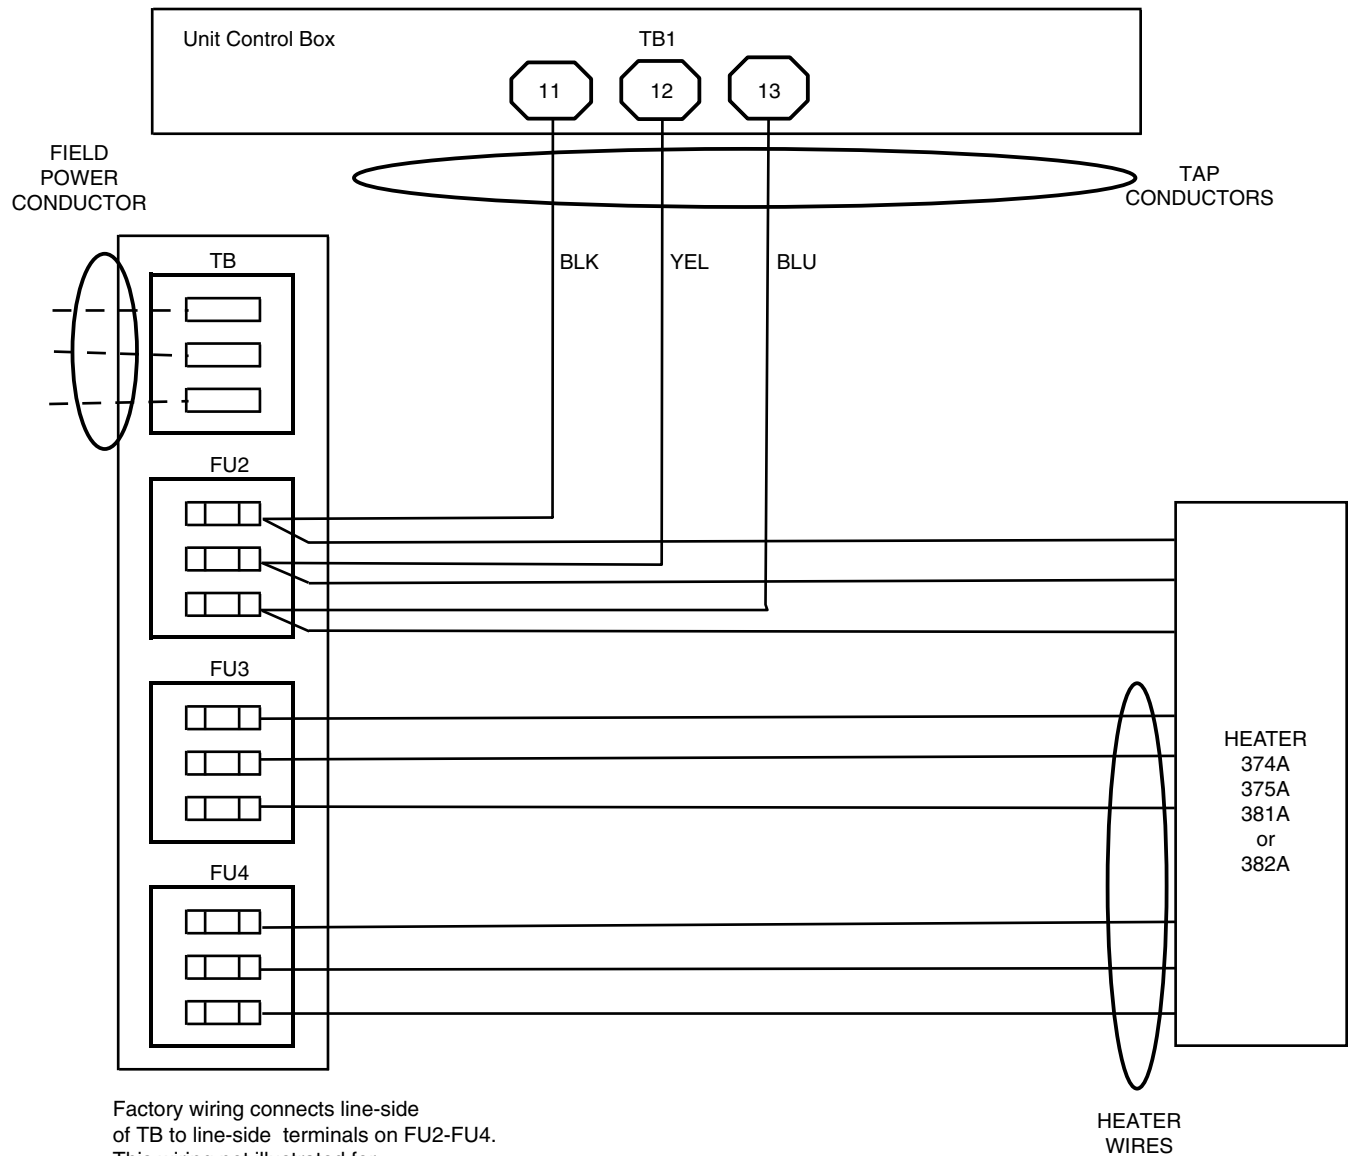 Unit Control Box
TB1
11
12
13
FIELD
POWER
CONDUCTOR
TAP
CONDUCTORS
TB
BLK
YEL
BLU
FU2
FU3
HEATER
374A
375A
381A
or
382A
FU4
Factory wiring connects line-side
of TB to line-side terminals on FU2-FU4.
HEATER
WIRES